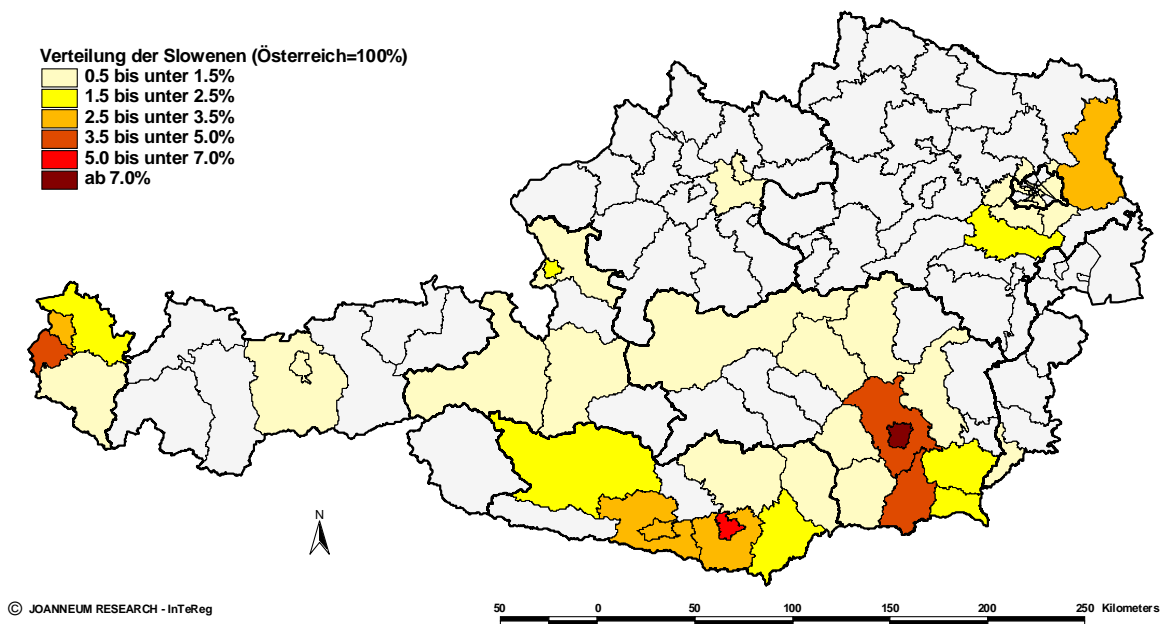 Verteilung der Slowenen (Österreich=100%)
0.5 bis unter 1.5%
1.5 bis unter 2.5%
2.5 bis unter 3.5%
3.5 bis unter 5.0%
5.0 bis unter 7.0%
ab 7.0%
N
© JOANNEUM RESEARCH - InTeReg
50 0 50 100 150 200 250 Kilometers